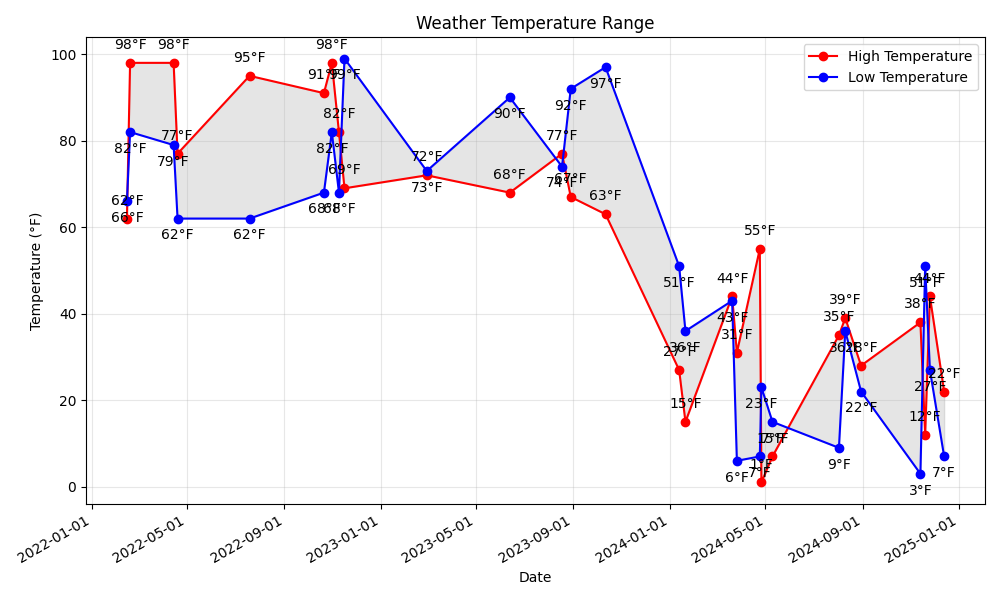 Weather Temperature Range
High Temperature
Low Temperature
Temperature (°F)
100
80
60
40
20
0
62°F
98°F
98°F
77°F
95°F
91°F
98°F
82°F
69°F
72°F
68°F
77°F
67°F
63°F
27°F
15°F
44°F
31°F
55°F
1°F
7°F
35°F
39°F
28°F
38°F
12°F
44°F
22°F
66°F
82°F
79°F
62°F
62°F
68°F
82°F
68°F
99°F
73°F
90°F
74°F
92°F
97°F
51°F
36°F
43°F
6°F
7°F
23°F
15°F
9°F
36°F
22°F
3°F
51°F
27°F
7°F
2022-01-01
2022-05-01
2022-09-01
2023-01-01
2023-05-01
2023-09-01
2024-01-01
2024-05-01
2024-09-01
2025-01-01
Date